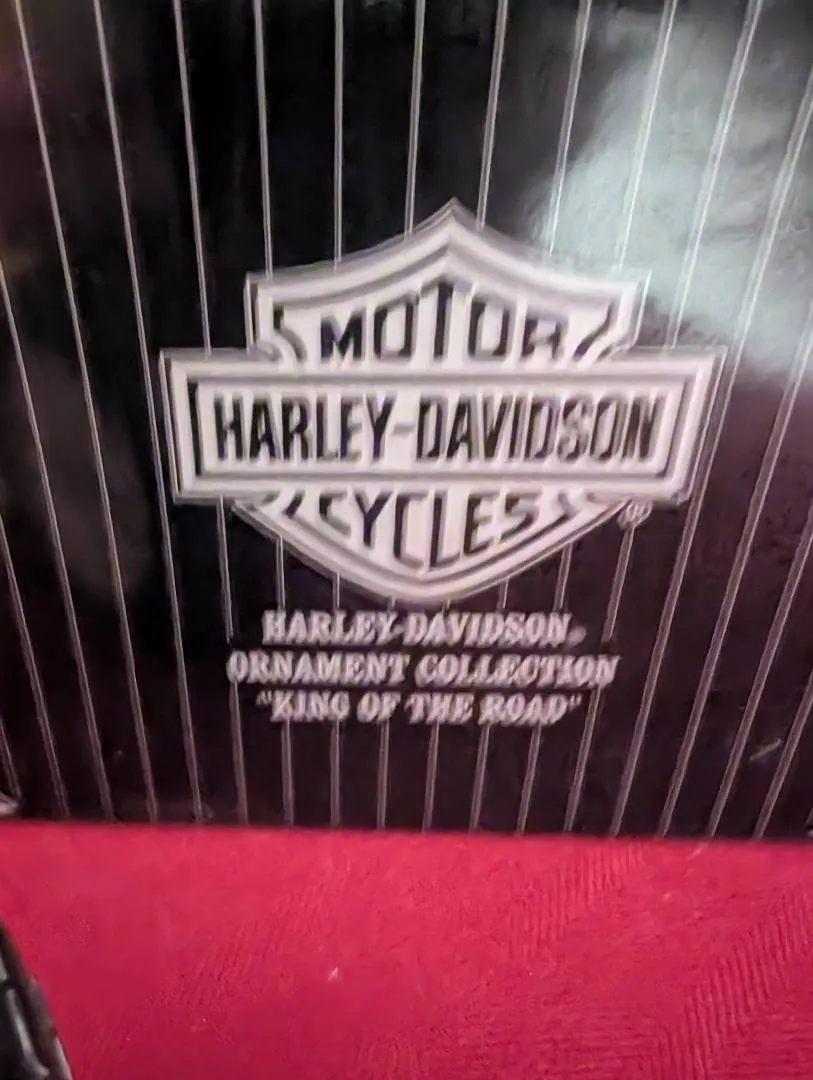 MOTOR
HARLEY-DAVIDSON
CYCLES
®
HARLEY-DAVIDSON®
ORNAMENT COLLECTION
"KING OF THE ROAD"